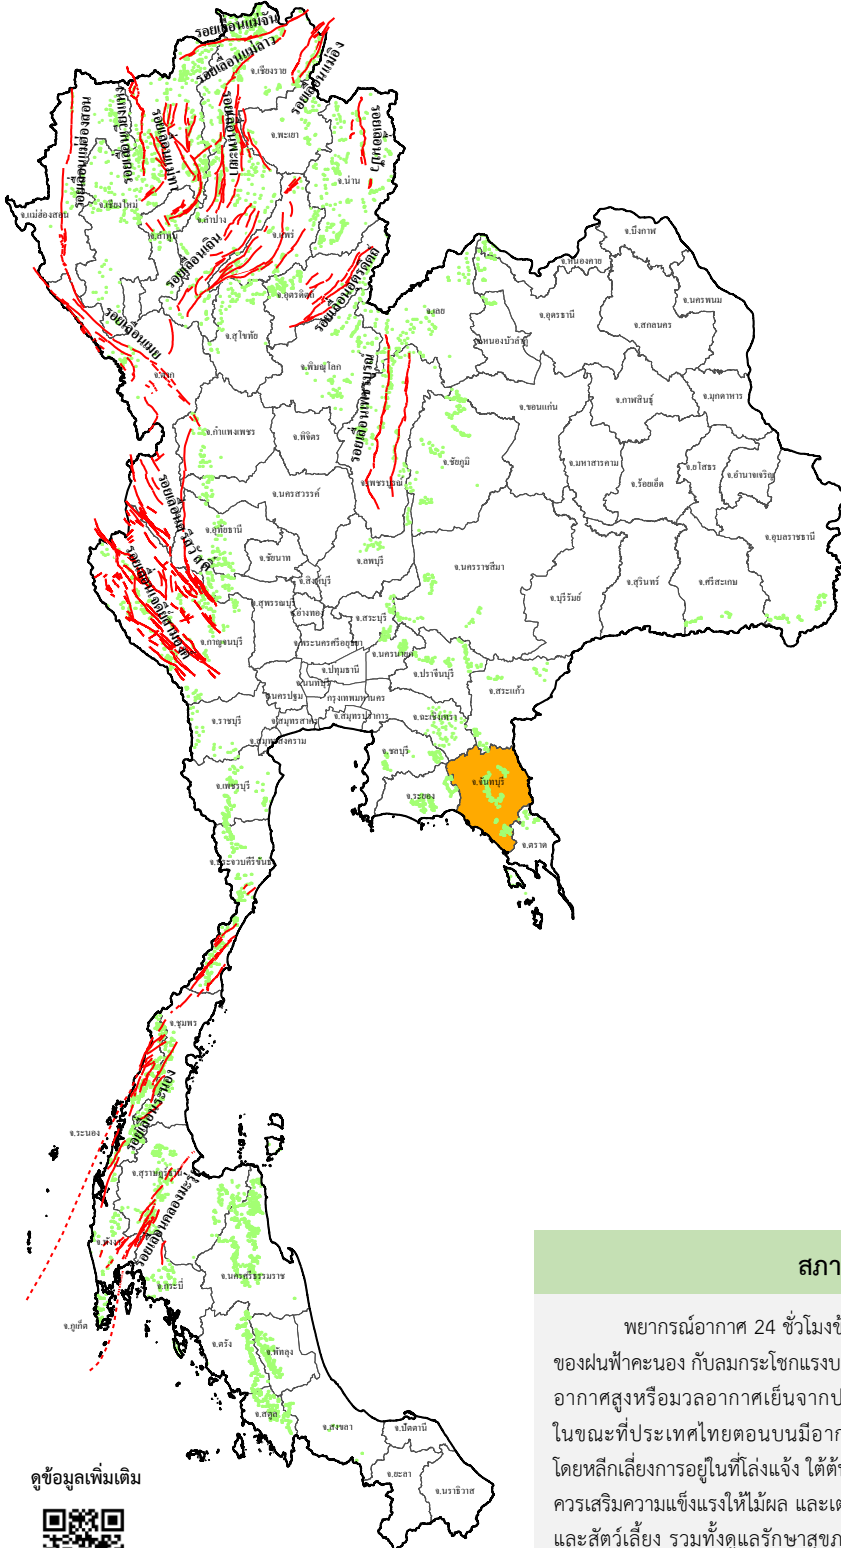 รอยเลื่อนแม่จัน
รอยเลื่อนแม่ลาว
รอยเลื่อนแม่อิง
จ.เชียงราย
รอยเลื่อนแม่ฮ่องสอน
รอยเลื่อนแม่ทา
รอยเลื่อนพะเยา
จ.พะเยา
รอยเลื่อนปัว
จ.น่าน
จ.แม่ฮ่องสอน
จ.เชียงใหม่
จ.ลำปาง
จ.ลำพูน
จ.แพร่
รอยเลื่อนเถิน
จ.อุตรดิตถ์
รอยเลื่อนอุตรดิตถ์
รอยเลื่อนเมย
จ.ตาก
จ.สุโขทัย
จ.พิษณุโลก
รอยเลื่อนเพชรบูรณ์
จ.เลย
จ.บึงกาฬ
จ.หนองคาย
จ.นครพนม
จ.อุดรธานี
จ.สกลนคร
จ.หนองบัวลำภู
จ.กำแพงเพชร
จ.พิจิตร
จ.เพชรบูรณ์
จ.ชัยภูมิ
จ.ขอนแก่น
จ.กาฬสินธุ์
จ.มุกดาหาร
จ.มหาสารคาม
จ.ร้อยเอ็ด
จ.ยโสธร
จ.อำนาจเจริญ
จ.อุบลราชธานี
รอยเลื่อนศรีสวัสดิ์
จ.นครสวรรค์
จ.อุทัยธานี
จ.ชัยนาท
จ.ลพบุรี
จ.นครราชสีมา
จ.บุรีรัมย์
จ.สุรินทร์
จ.ศรีสะเกษ
รอยเลื่อนเจดีย์สามองค์
จ.สิงห์บุรี
จ.สุพรรณบุรี
จ.อ่างทอง
จ.สระบุรี
จ.กาญจนบุรี
จ.พระนครศรีอยุธยา
จ.นครนายก
จ.ปทุมธานี
จ.ปราจีนบุรี
จ.สระแก้ว
จ.นนทบุรี
จ.นครปฐม
กรุงเทพมหานคร
จ.ราชบุรี
จ.สมุทรสาคร
จ.สมุทรปราการ
จ.ฉะเชิงเทรา
จ.สมุทรสงคราม
จ.ชลบุรี
จ.เพชรบุรี
จ.ระยอง
จ.จันทบุรี
จ.ตราด
จ.ประจวบคีรีขันธ์
จ.ชุมพร
รอยเลื่อนระนอง
จ.ระนอง
จ.สุราษฎร์ธานี
รอยเลื่อนคลองมะรุ่ย
จ.พังงา
จ.กระบี่
จ.นครศรีธรรมราช
จ.ภูเก็ต
จ.ตรัง
จ.พัทลุง
จ.สตูล
จ.สงขลา
จ.ปัตตานี
จ.ยะลา
จ.นราธิวาส
ดูข้อมูลเพิ่มเติม
สภา
พยากรณ์อากาศ 24 ชั่วโมงข้
ของฝนฟ้าคะนอง กับลมกระโชกแรงบ
อากาศสูงหรือมวลอากาศเย็นจากป
ในขณะที่ประเทศไทยตอนบนมีอาก
โดยหลีกเลี่ยงการอยู่ในที่โล่งแจ้ง ใต้ต้
ควรเสริมความแข็งแรงให้ไม้ผล และเต
และสัตว์เลี้ยง รวมทั้งดูแลรักษาสุขภ